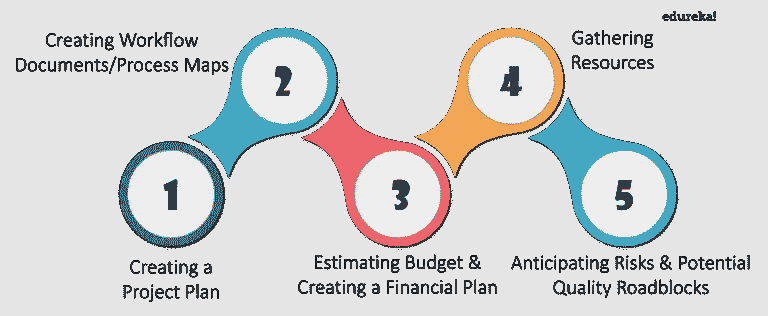 edureka!
Creating Workflow
Documents/Process Maps
2
4
Gathering
Resources
1
3
5
Creating a
Project Plan
Estimating Budget &
Creating a Financial Plan
Anticipating Risks & Potential
Quality Roadblocks